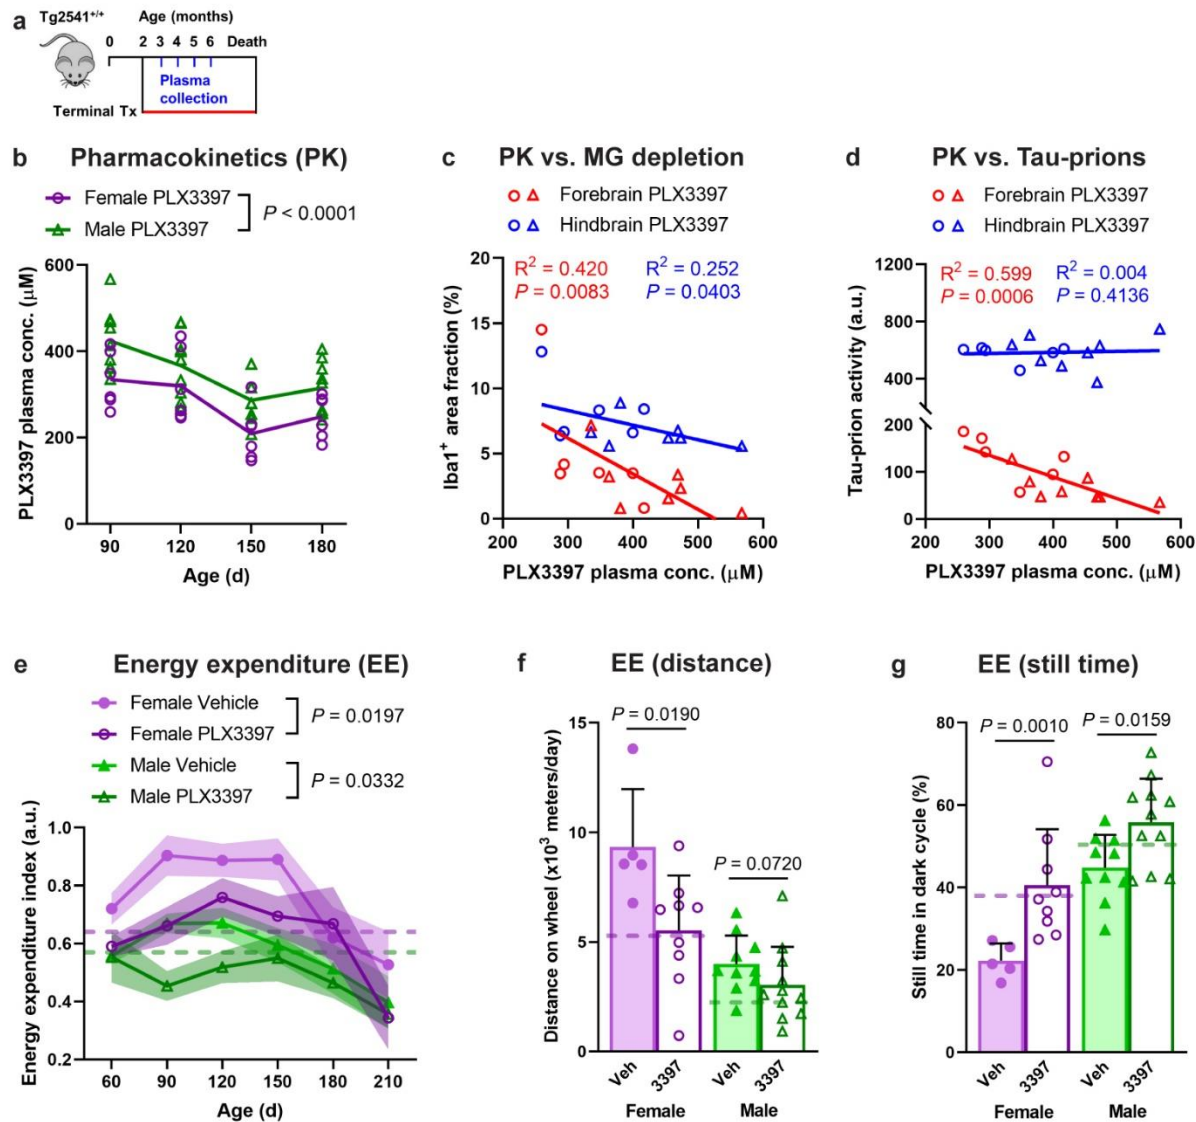 a
Tg2541+/+
Age (months)
0 2 3 4 5 6 Death
Plasma
collection
Terminal Tx
b Pharmacokinetics (PK)
Female PLX3397
Male PLX3397
P < 0.0001
PLX3397 plasma conc. (μM)
600
400
200
0
90 120 150 180
Age (d)
c PK vs. MG depletion
Forebrain PLX3397
Hindbrain PLX3397
R2 = 0.420
P = 0.0083
R2 = 0.252
P = 0.0403
Iba1+ area fraction (%)
20
15
10
5
0
200 300 400 500 600
PLX3397 plasma conc. (μM)
d PK vs. Tau-prions
Forebrain PLX3397
Hindbrain PLX3397
R2 = 0.599
P = 0.0006
R2 = 0.004
P = 0.4136
Tau-prion activity (a.u.)
1200
800
400
200
100
0
200 300 400 500 600
PLX3397 plasma conc. (μM)
e Energy expenditure (EE)
Female Vehicle
Female PLX3397
P = 0.0197
Male Vehicle
Male PLX3397
P = 0.0332
Energy expenditure index (a.u.)
1.0
0.8
0.6
0.4
0.2
60 90 120 150 180 210
Age (d)
f EE (distance)
P = 0.0190
P = 0.0720
Distance on wheel (x103 meters/day)
15
10
5
0
Veh 3397 Veh 3397
Female Male
g EE (still time)
P = 0.0010
P = 0.0159
Still time in dark cycle (%)
80
60
40
20
0
Veh 3397 Veh 3397
Female Male